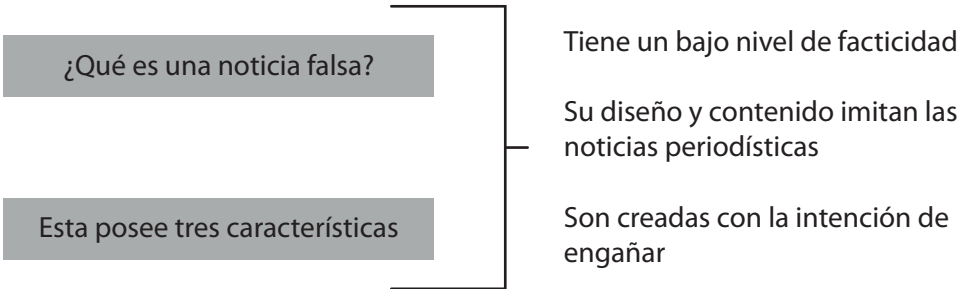 ¿Qué es una noticia falsa?
Esta posee tres características
Tiene un bajo nivel de facticidad
Su diseño y contenido imitan las
noticias periodísticas
Son creadas con la intención de
engañar